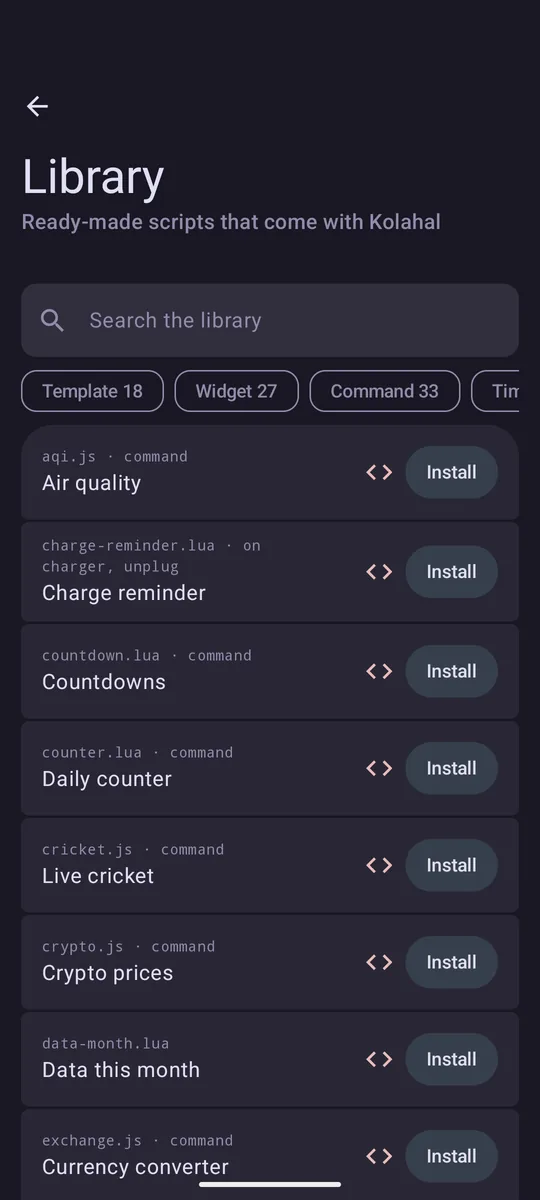 Library
Ready-made scripts that come with Kolahal
Search the library
Template 18
Widget 27
Command 33
Tim
aqi.js · command
Air quality
Install
charge-reminder.lua · on
charger, unplug
Charge reminder
Install
countdown.lua · command
Countdowns
Install
counter.lua · command
Daily counter
Install
cricket.js · command
Live cricket
Install
crypto.js · command
Crypto prices
Install
data-month.lua
Data this month
Install
exchange.js · command
Currency converter
Install